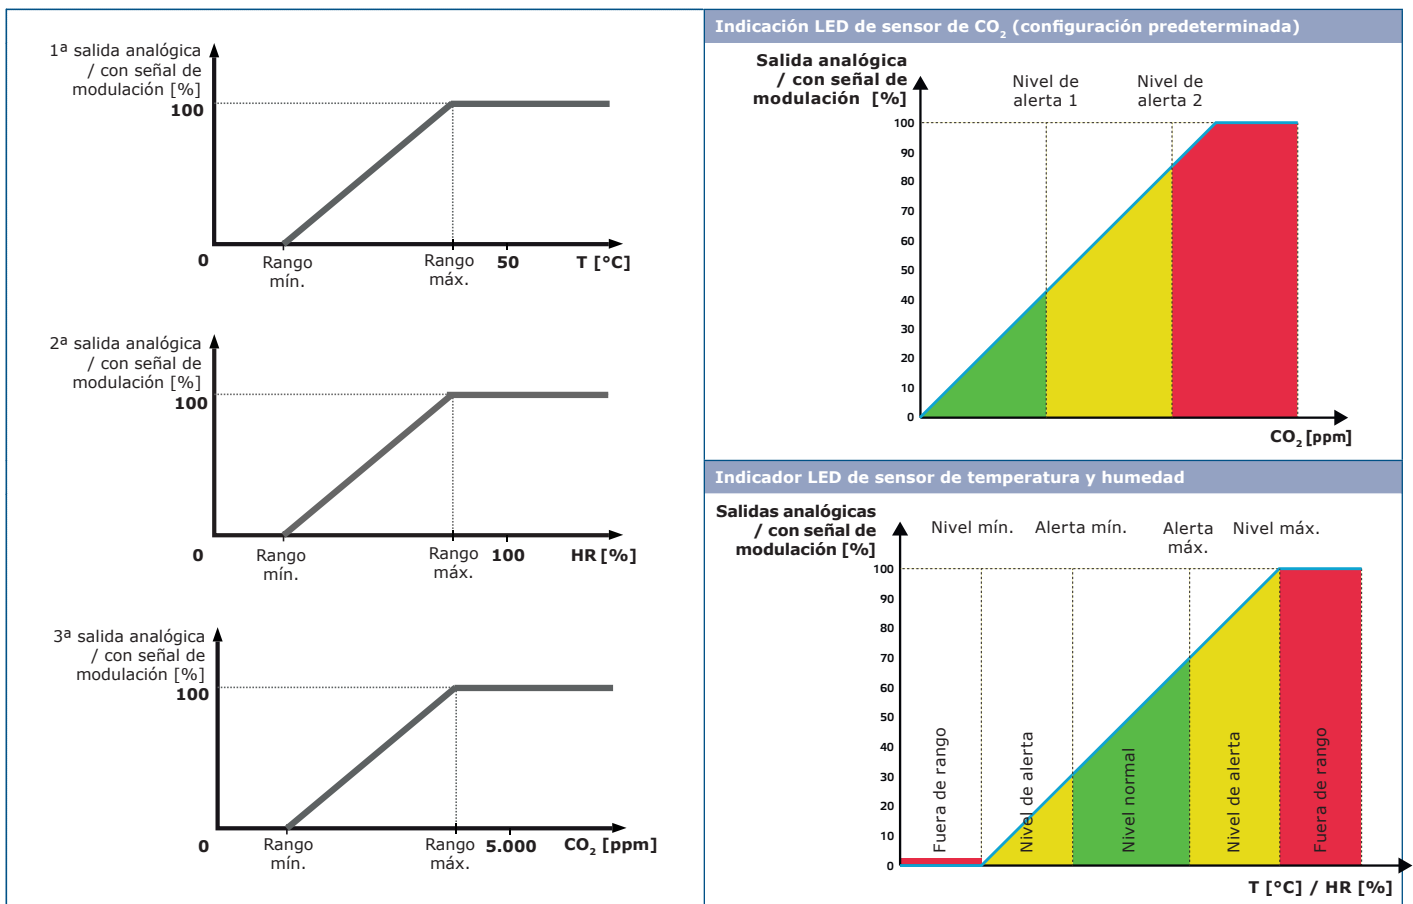 1ª salida analógica
/ con señal de
modulación [%]
100
0
Rango
mín.
Rango
máx.
50
T [°C]
2ª salida analógica
/ con señal de
modulación [%]
100
0
Rango
mín.
Rango
máx.
100
HR [%]
3ª salida analógica
/ con señal de
modulación [%]
100
0
Rango
mín.
Rango
máx.
5.000
CO₂ [ppm]
Indicación LED de sensor de CO₂ (configuración predeterminada)
Salida analógica
/ con señal de
modulación [%]
Nivel de
alerta 1
Nivel de
alerta 2
100
90
80
70
60
50
40
30
20
10
0
CO₂ [ppm]
Indicador LED de sensor de temperatura y humedad
Salidas analógicas
/ con señal de
modulación [%]
Nivel mín.
Alerta mín.
Alerta
máx.
Nivel máx.
100
90
80
70
60
50
40
30
20
10
0
Fuera de rango
Nivel de alerta
Nivel normal
Nivel de alerta
Fuera de rango
T [°C] / HR [%]